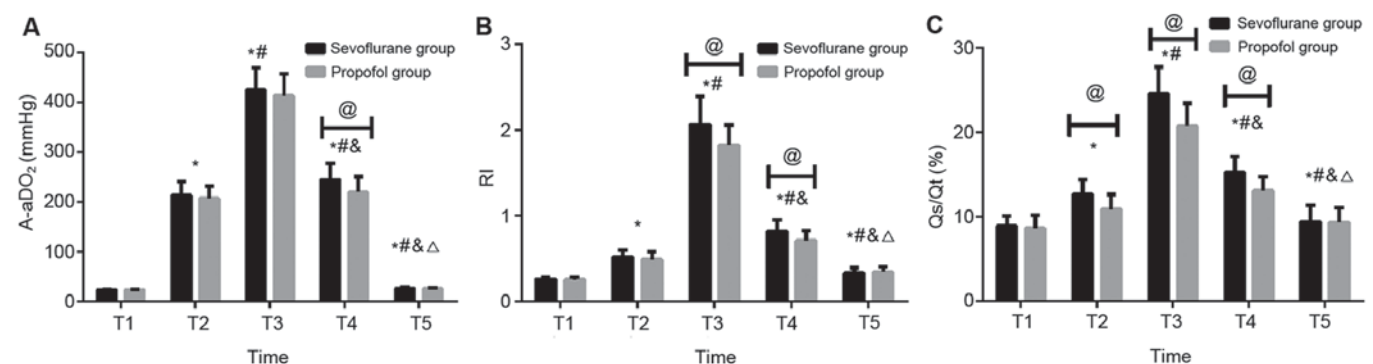 A
A-aDO₂ (mmHg)
500
400
300
200
100
0
Sevoflurane group
Propofol group
*
*#
@
*#&
*#&△
T1 T2 T3 T4 T5
Time
B
RI
3
2
1
0
Sevoflurane group
Propofol group
*
@
*#
@
*#&
*#&△
T1 T2 T3 T4 T5
Time
C
Qs/Qt (%)
30
20
10
0
Sevoflurane group
Propofol group
@
*
@
*#
@
*#&
*#&△
T1 T2 T3 T4 T5
Time